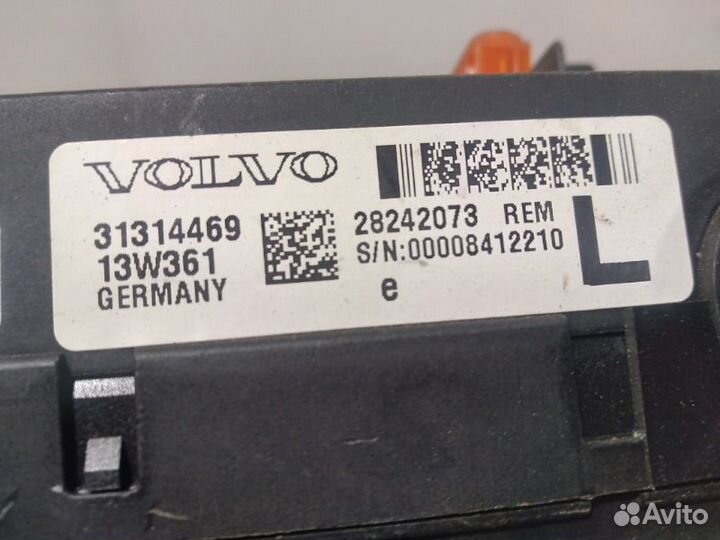 VOLVO
31314469
13W361
GERMANY
28242073 REM
S/N:00008412210
e
L
Avito